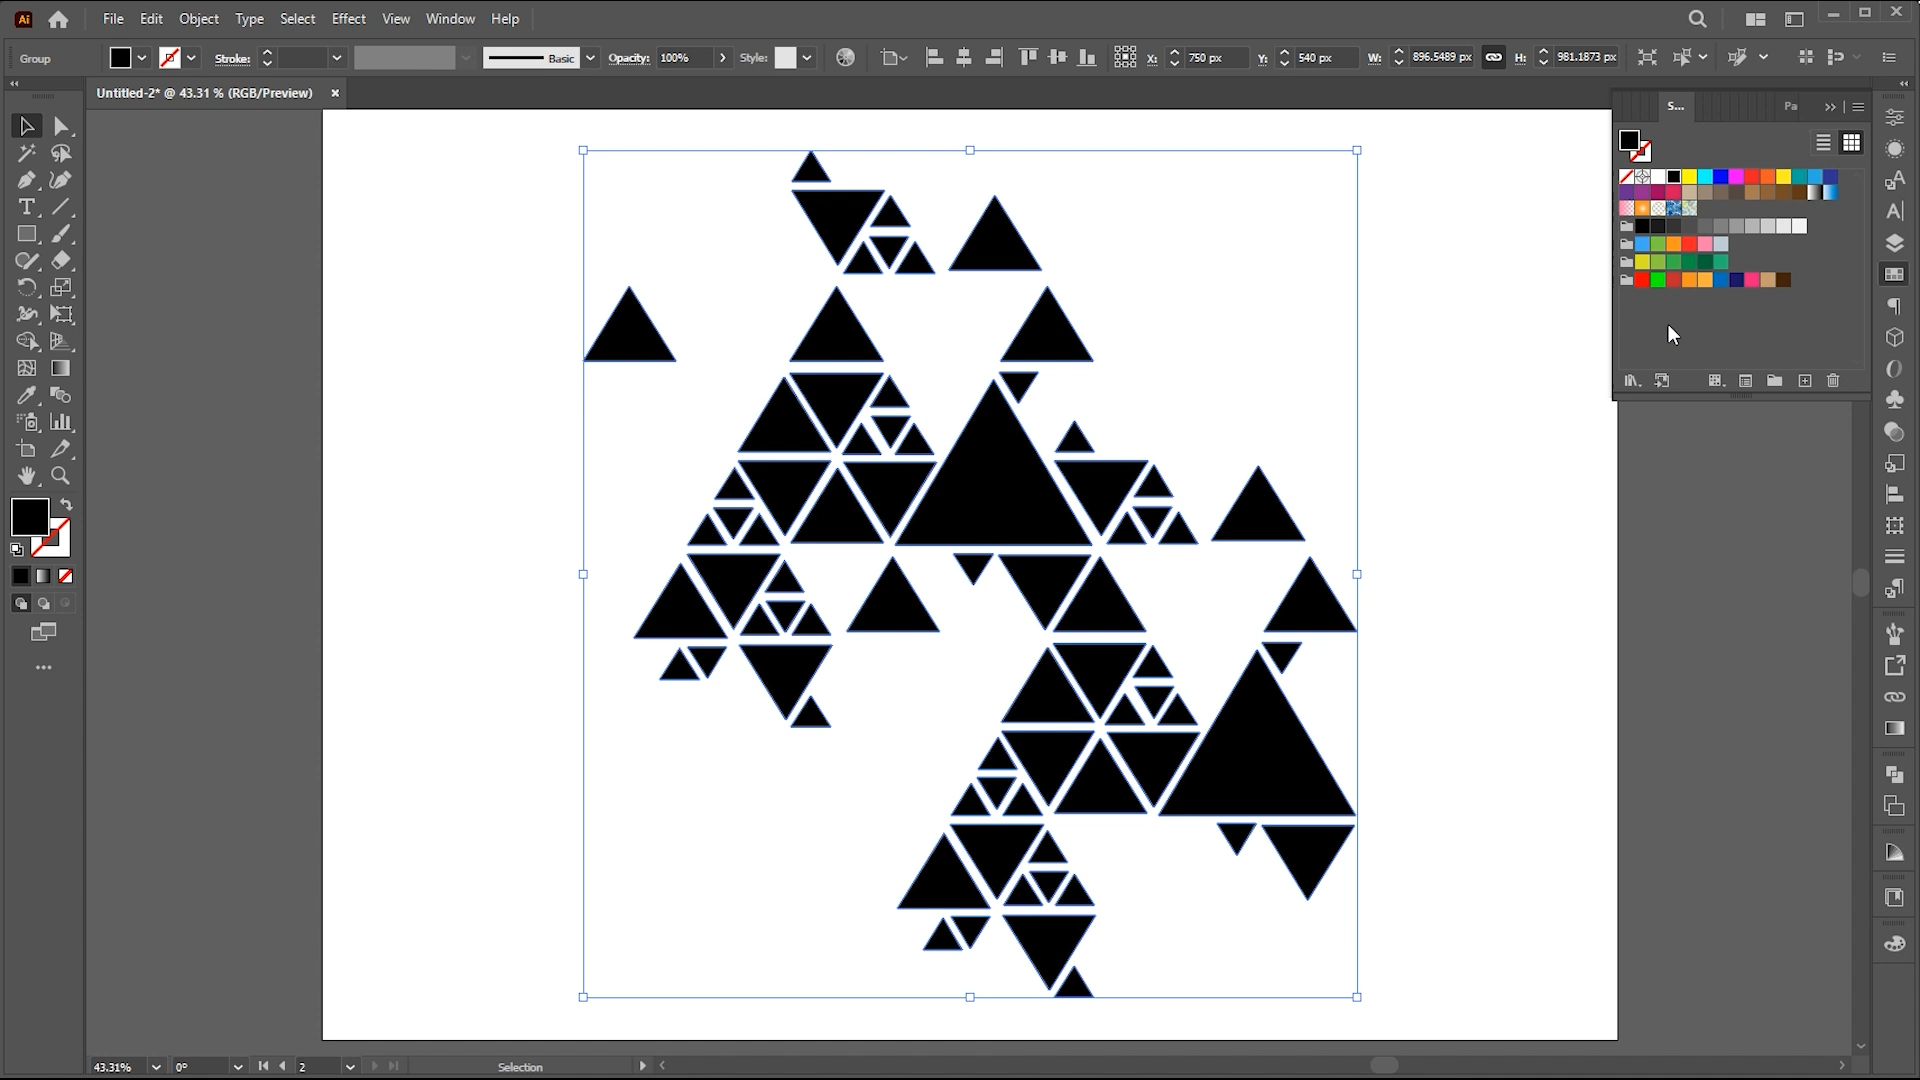 Ai File Edit Object Type Select Effect View Window Help
Group Stroke: Basic Opacity: 100% Style: X: 750 px Y: 540 px W: 896.5489 px H: 981.1873 px
Untitled-2* @ 43.31 % (RGB/Preview)
S... Pa
43.31% 0° 2 Selection